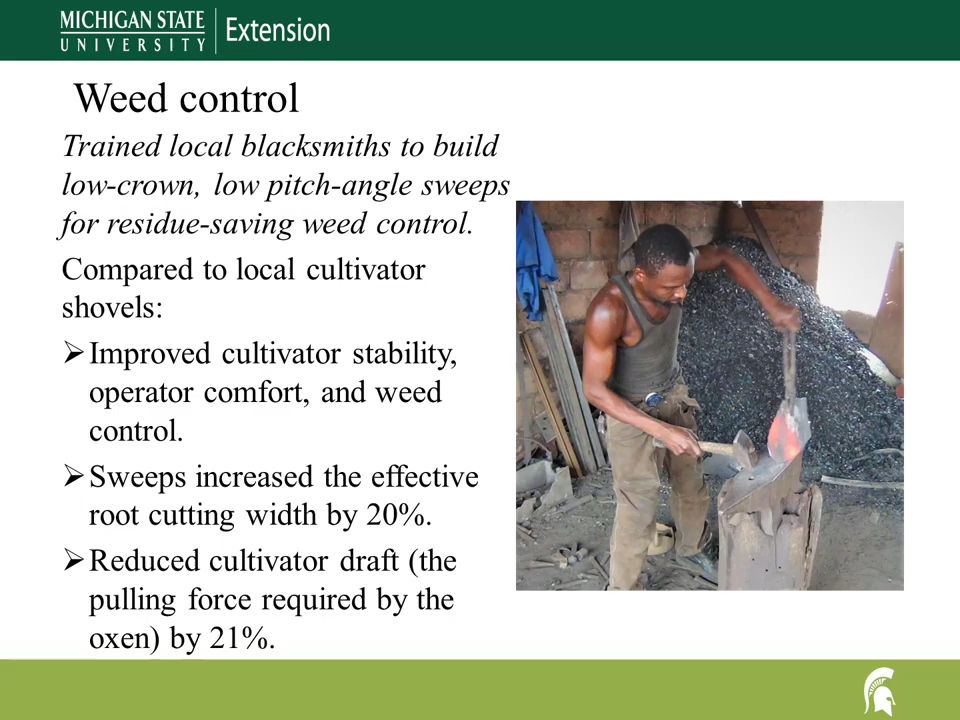 MICHIGAN STATE
UNIVERSITY
Extension
Weed control
Trained local blacksmiths to build
low-crown, low pitch-angle sweeps
for residue-saving weed control.
Compared to local cultivator
shovels:
➢Improved cultivator stability,
operator comfort, and weed
control.
➢Sweeps increased the effective
root cutting width by 20%.
➢Reduced cultivator draft (the
pulling force required by the
oxen) by 21%.